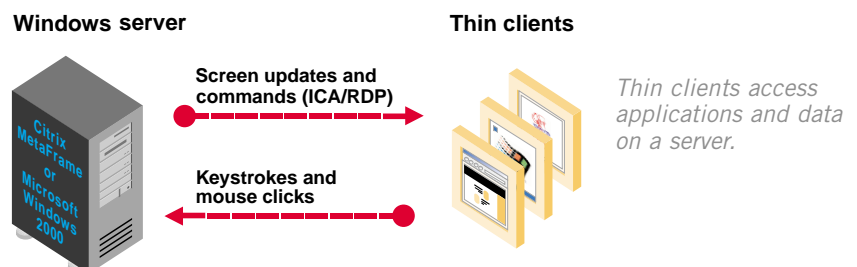 Windows server
Thin clients
Screen updates and
commands (ICA/RDP)
Thin clients access
applications and data
on a server.
Citrix
MetaFrame
or
Microsoft
Windows
2000
Keystrokes and
mouse clicks